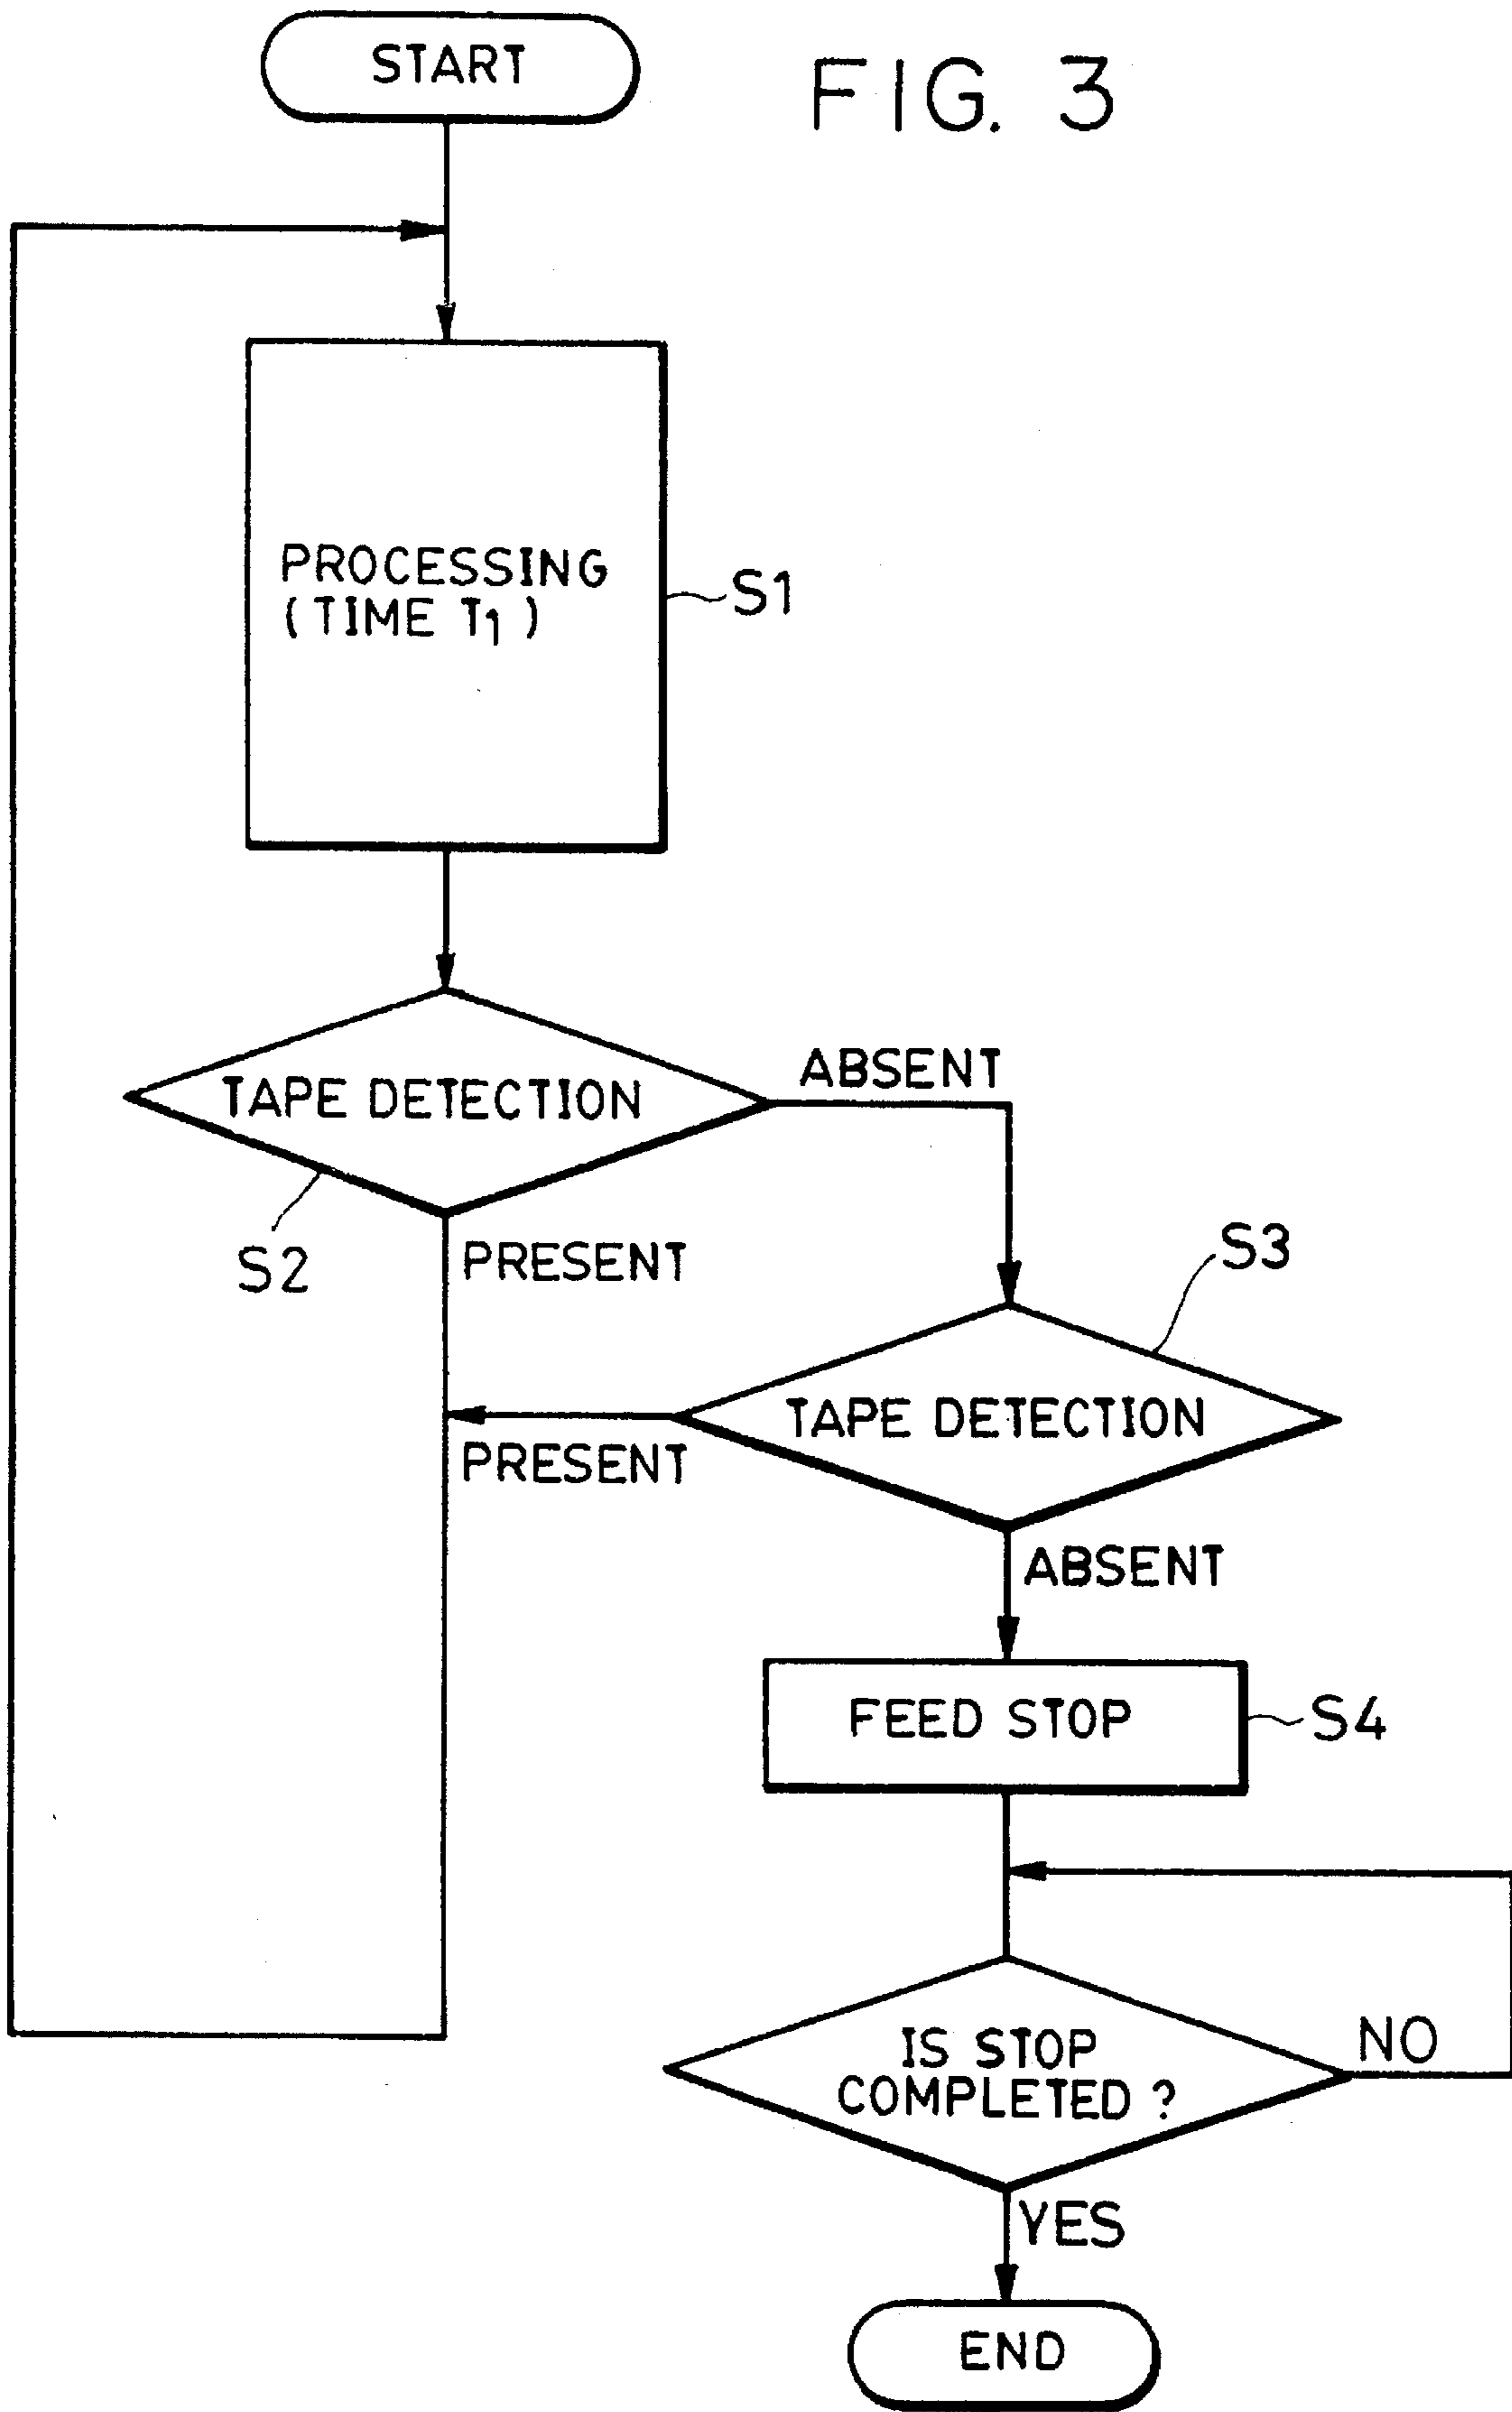 START
FIG. 3
PROCESSING
(TIME T₁)
S1
TAPE DETECTION
ABSENT
S2
PRESENT
S3
TAPE DETECTION
PRESENT
ABSENT
FEED STOP
S4
IS STOP
COMPLETED ?
NO
YES
END